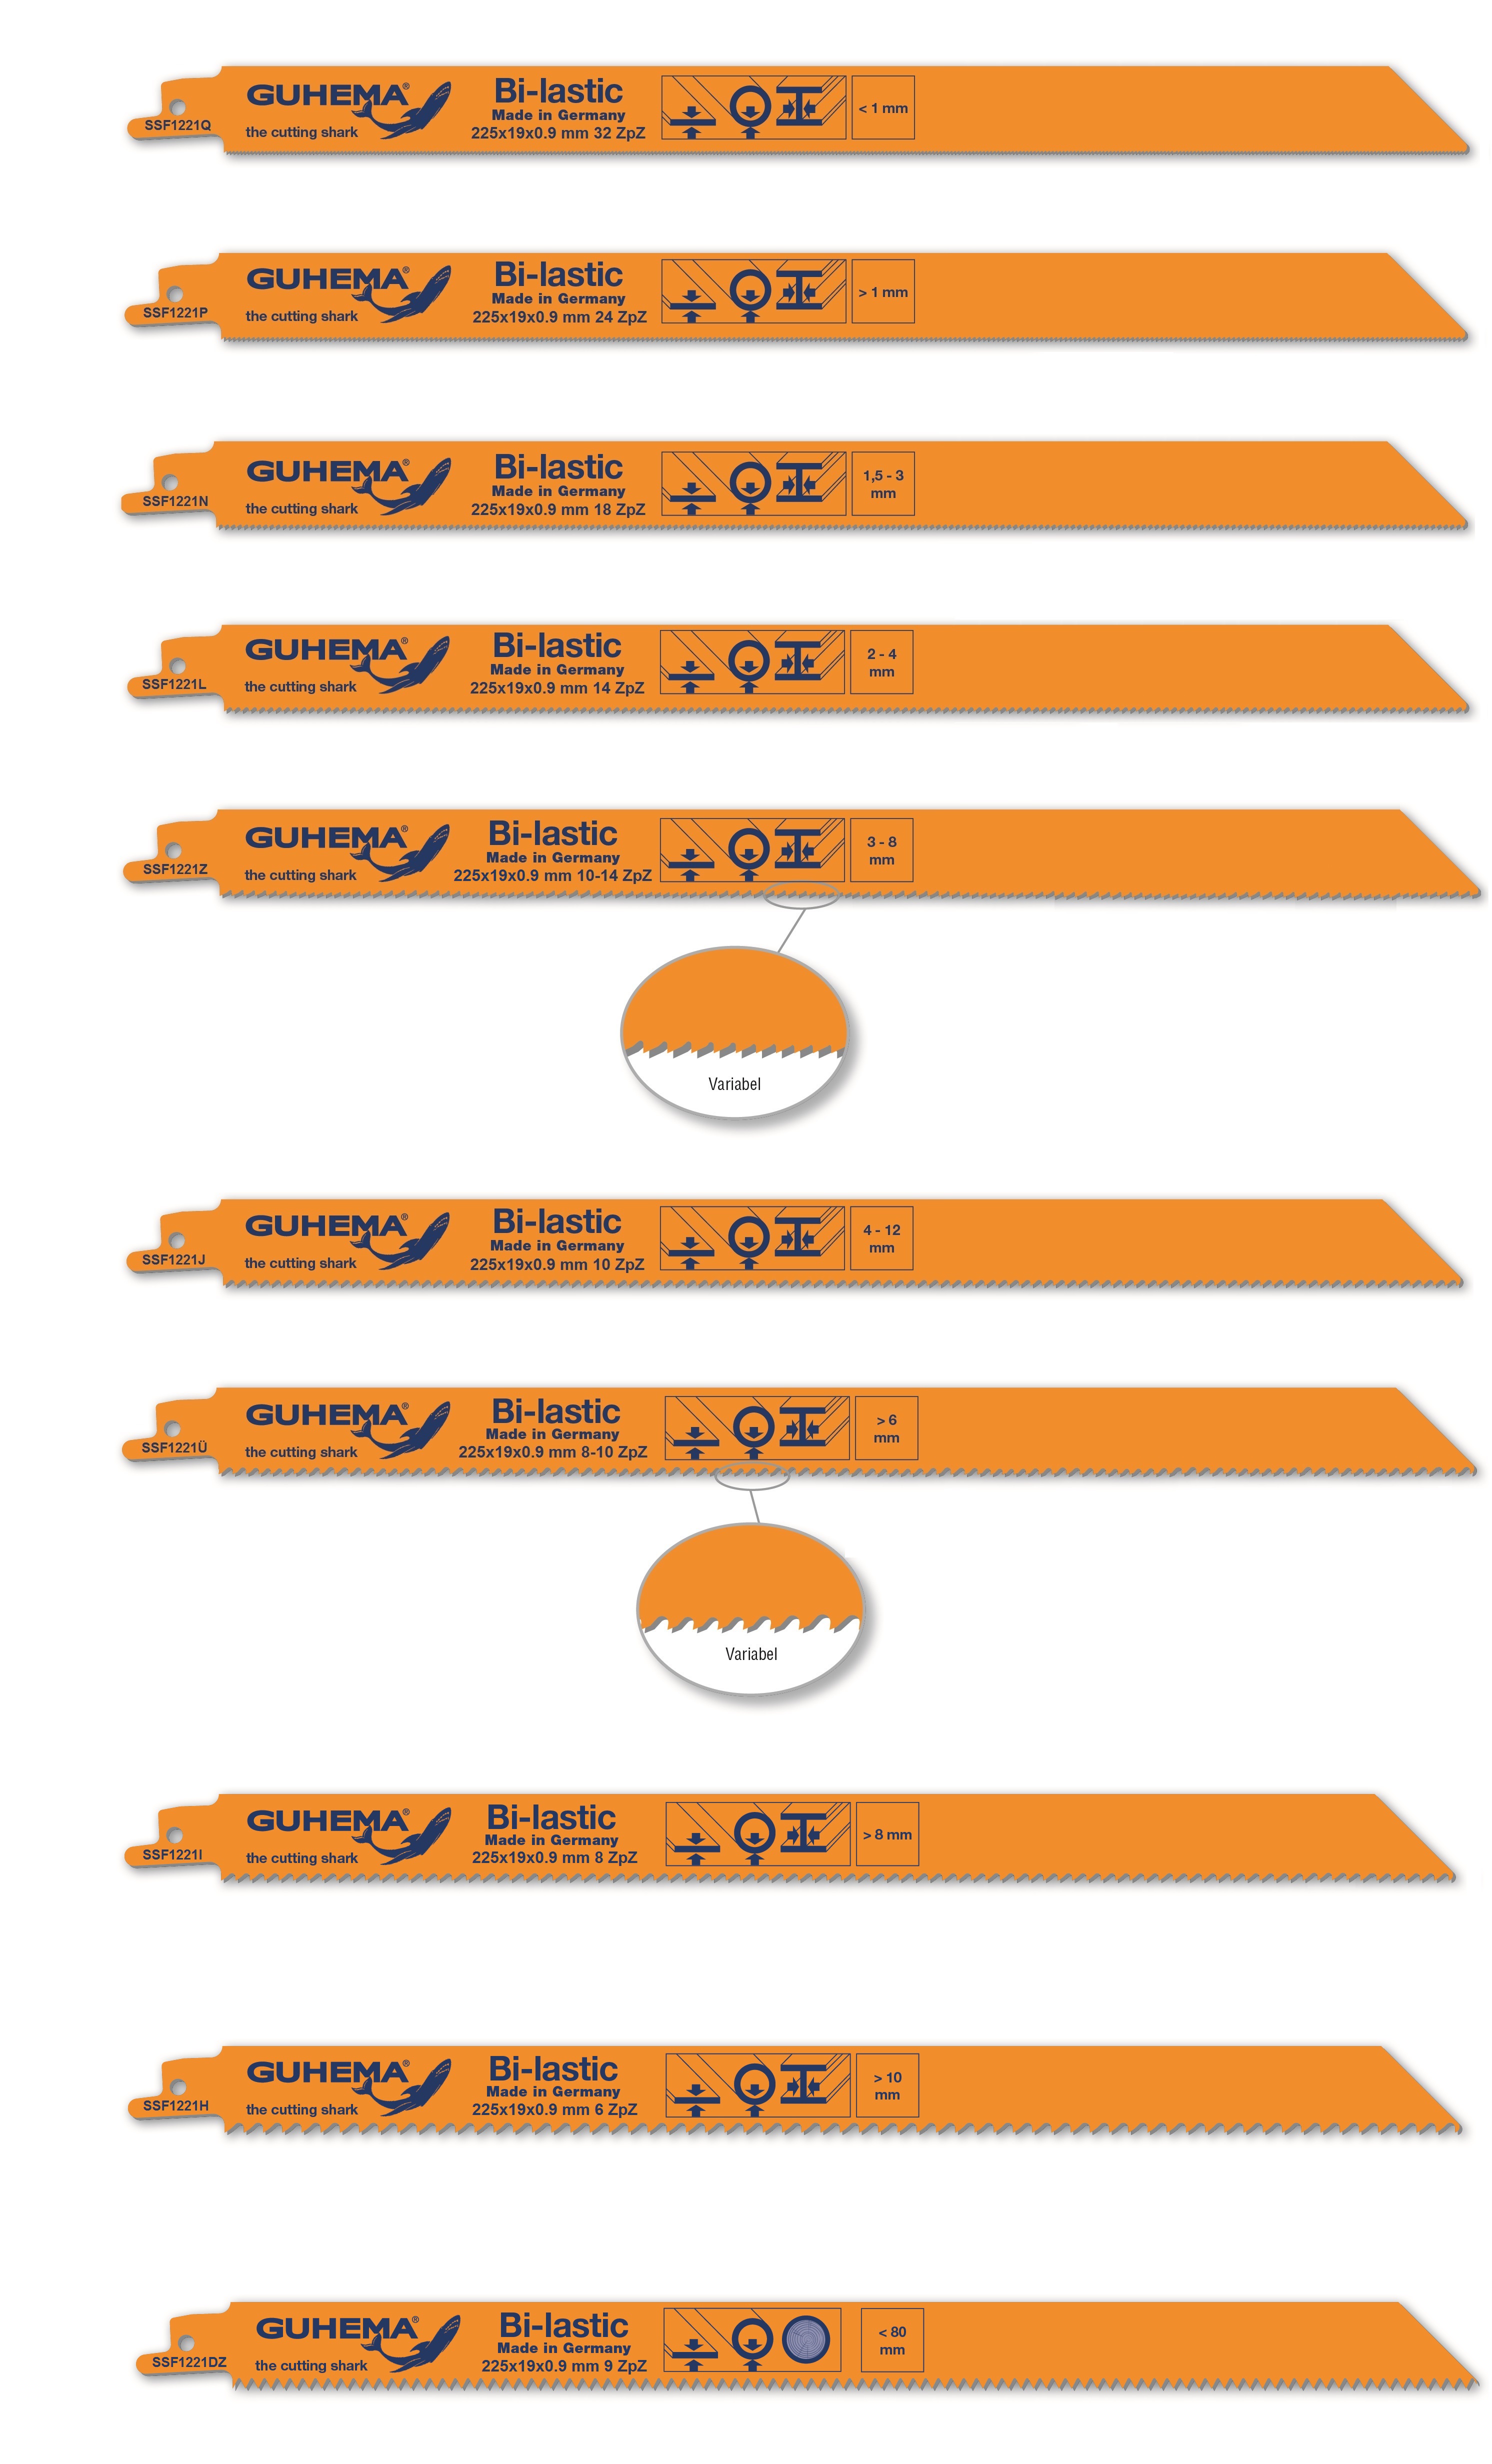 SSF1221Q
GUHEMA®
the cutting shark
Bi-lastic
Made in Germany
225x19x0.9 mm 32 ZpZ
< 1 mm
SSF1221P
GUHEMA®
the cutting shark
Bi-lastic
Made in Germany
225x19x0.9 mm 24 ZpZ
> 1 mm
SSF1221N
GUHEMA®
the cutting shark
Bi-lastic
Made in Germany
225x19x0.9 mm 18 ZpZ
1,5 - 3
mm
SSF1221L
GUHEMA®
the cutting shark
Bi-lastic
Made in Germany
225x19x0.9 mm 14 ZpZ
2 - 4
mm
SSF1221Z
GUHEMA®
the cutting shark
Bi-lastic
Made in Germany
225x19x0.9 mm 10-14 ZpZ
3 - 8
mm
Variabel
SSF1221J
GUHEMA®
the cutting shark
Bi-lastic
Made in Germany
225x19x0.9 mm 10 ZpZ
4 - 12
mm
SSF1221Ü
GUHEMA®
the cutting shark
Bi-lastic
Made in Germany
225x19x0.9 mm 8-10 ZpZ
> 6
mm
Variabel
SSF1221I
GUHEMA®
the cutting shark
Bi-lastic
Made in Germany
225x19x0.9 mm 8 ZpZ
> 8 mm
SSF1221H
GUHEMA®
the cutting shark
Bi-lastic
Made in Germany
225x19x0.9 mm 6 ZpZ
> 10
mm
SSF1221DZ
GUHEMA®
the cutting shark
Bi-lastic
Made in Germany
225x19x0.9 mm 9 ZpZ
< 80
mm